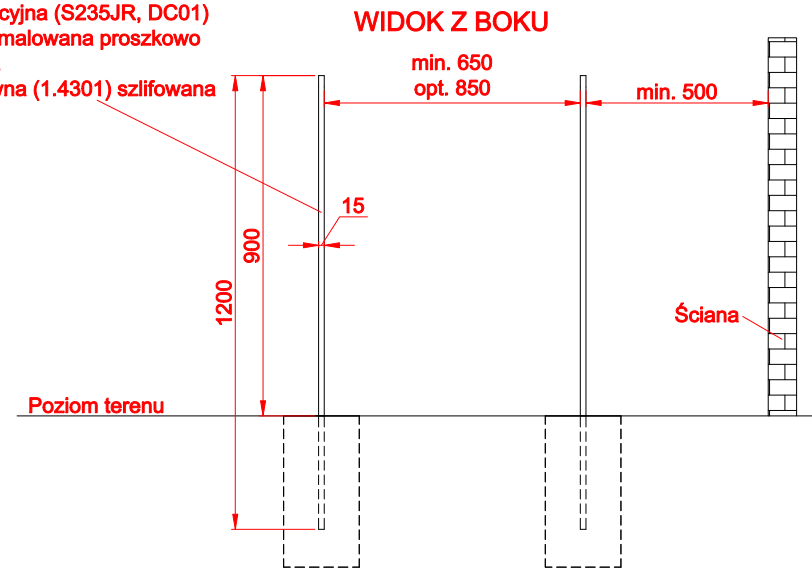 cyjna (S235JR, DC01)
malowana proszkowo
yna (1.4301) szlifowana
WIDOK Z BOKU
min. 650
opt. 850
min. 500
15
900
1200
Ściana
Poziom terenu